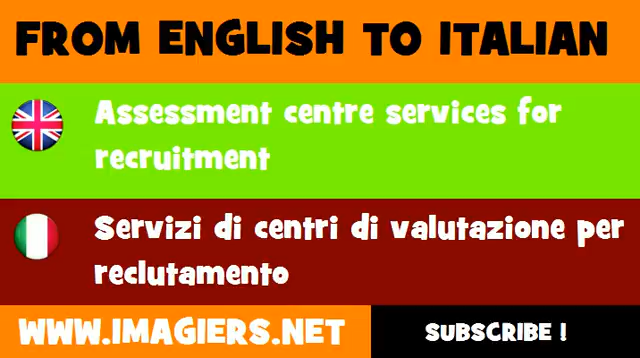 FROM ENGLISH TO ITALIAN
Assessment centre services for
recruitment
Servizi di centri di valutazione per
reclutamento
WWW.IMAGIERS.NET
SUBSCRIBE !